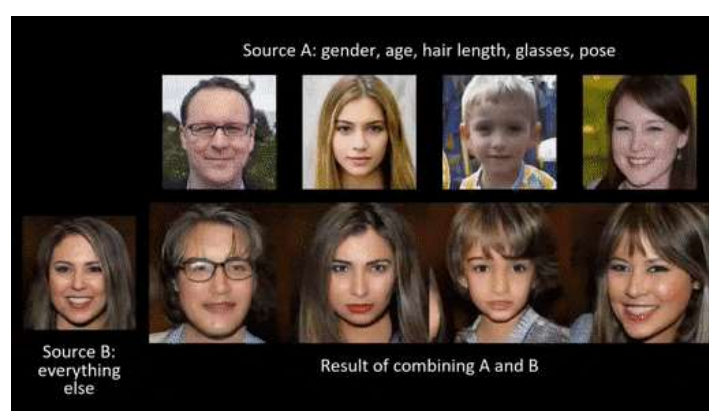 Source A: gender, age, hair length, glasses, pose
Source B:
everything
else
Result of combining A and B